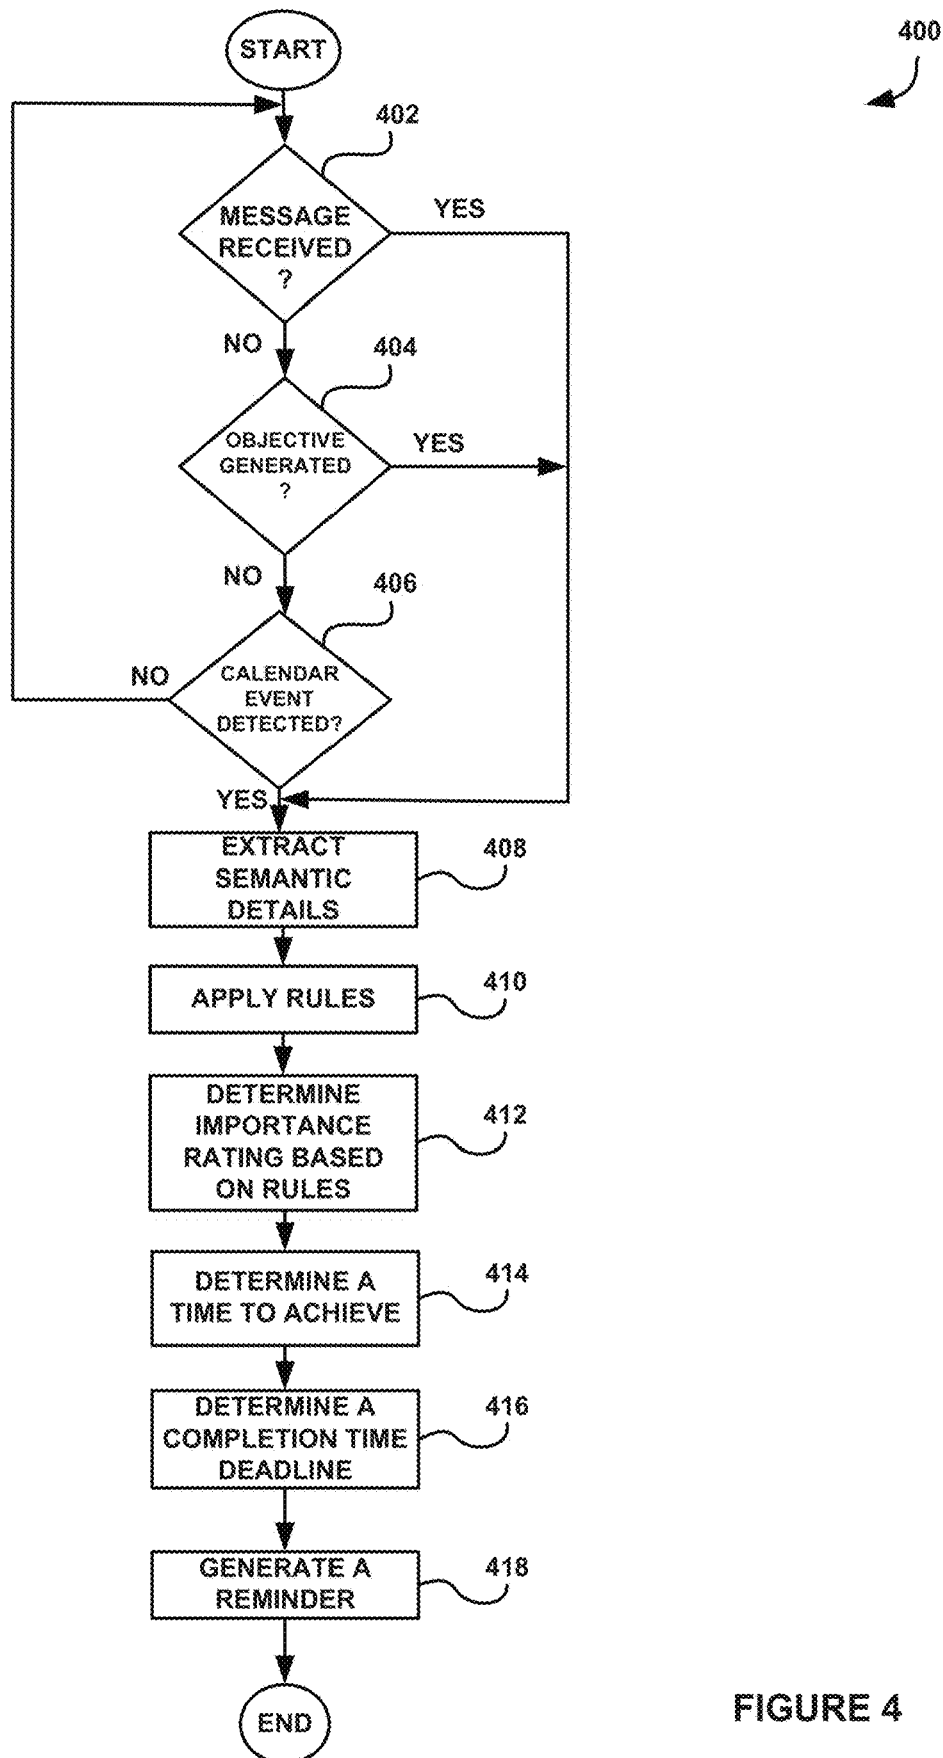 START
400
402
MESSAGE
RECEIVED
?
YES
NO
404
OBJECTIVE
GENERATED
?
YES
NO
406
CALENDAR
EVENT
DETECTED?
NO
YES
EXTRACT
SEMANTIC
DETAILS
408
APPLY RULES
410
DETERMINE
IMPORTANCE
RATING BASED
ON RULES
412
DETERMINE A
TIME TO ACHIEVE
414
DETERMINE A
COMPLETION TIME
DEADLINE
416
GENERATE A
REMINDER
418
END
FIGURE 4